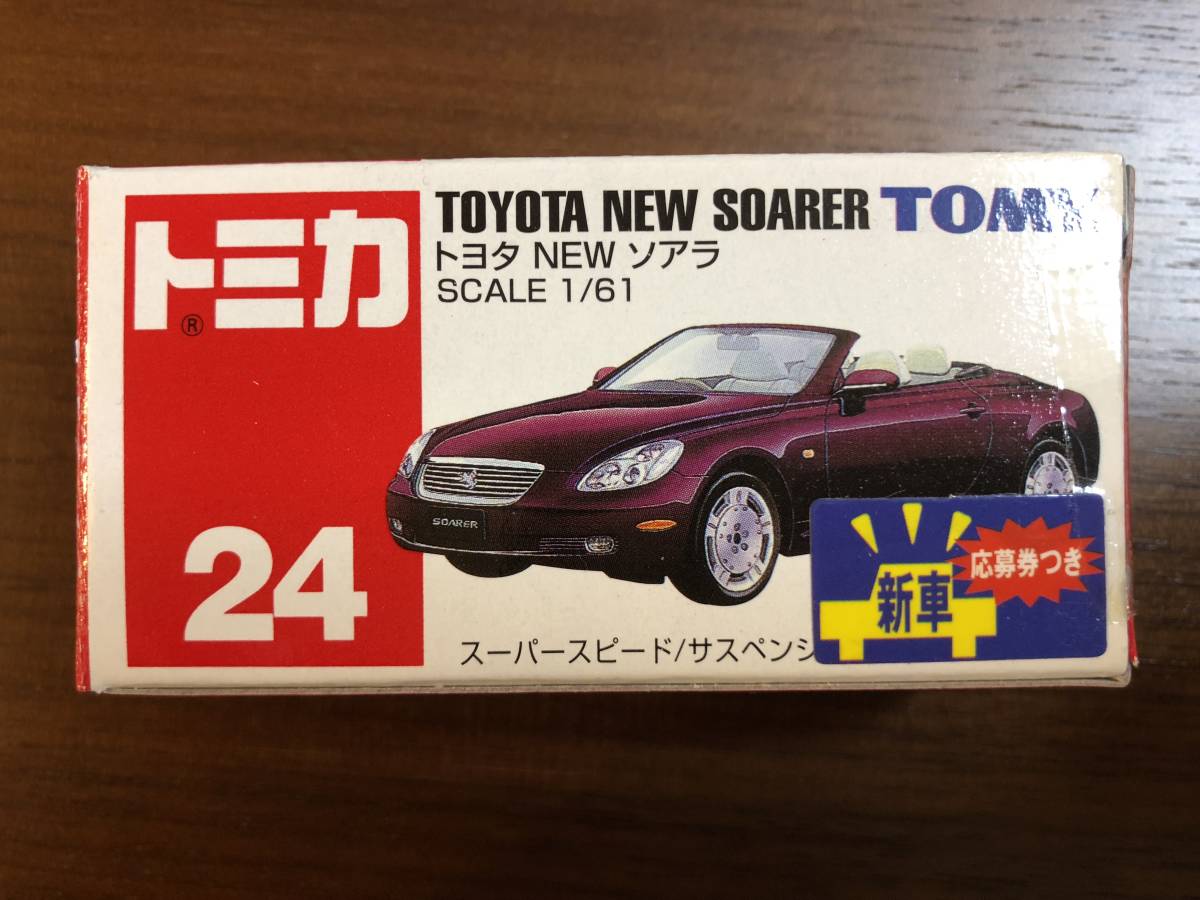 トミカ
®
24
TOYOTA NEW SOARER TOMY
トヨタ NEW ソアラ
SCALE 1/61
SOARER
スーパースピード/サスペンシ
新車
応募券つき